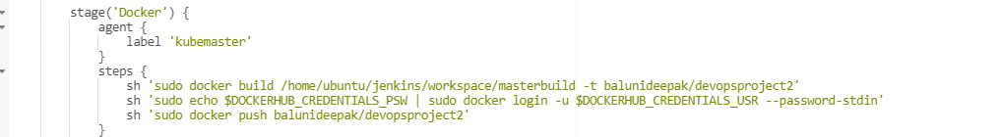 stage('Docker') {
agent {
label 'kubemaster'
}
steps {
sh 'sudo docker build /home/ubuntu/jenkins/workspace/masterbuild -t balunideepak/devopsproject2'
sh 'sudo echo $DOCKERHUB_CREDENTIALS_PSW | sudo docker login -u $DOCKERHUB_CREDENTIALS_USR --password-stdin'
sh 'sudo docker push balunideepak/devopsproject2'
}